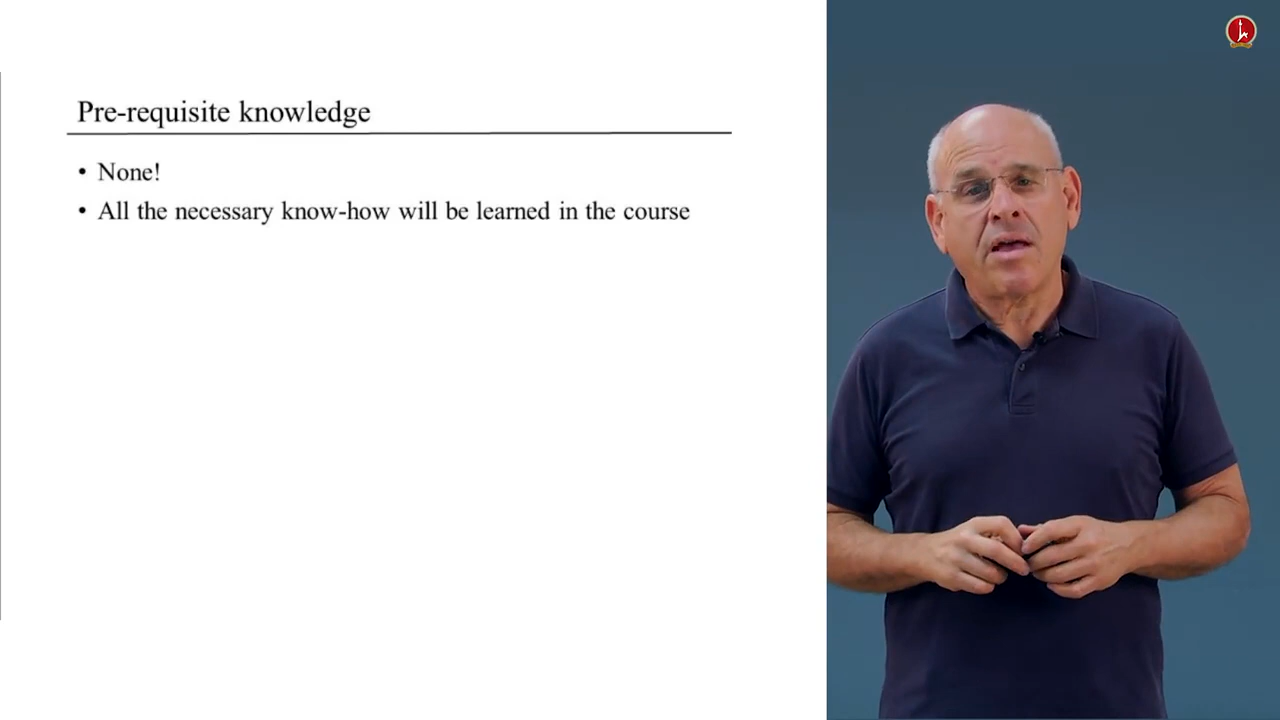 Pre-requisite knowledge
• None!
• All the necessary know-how will be learned in the course